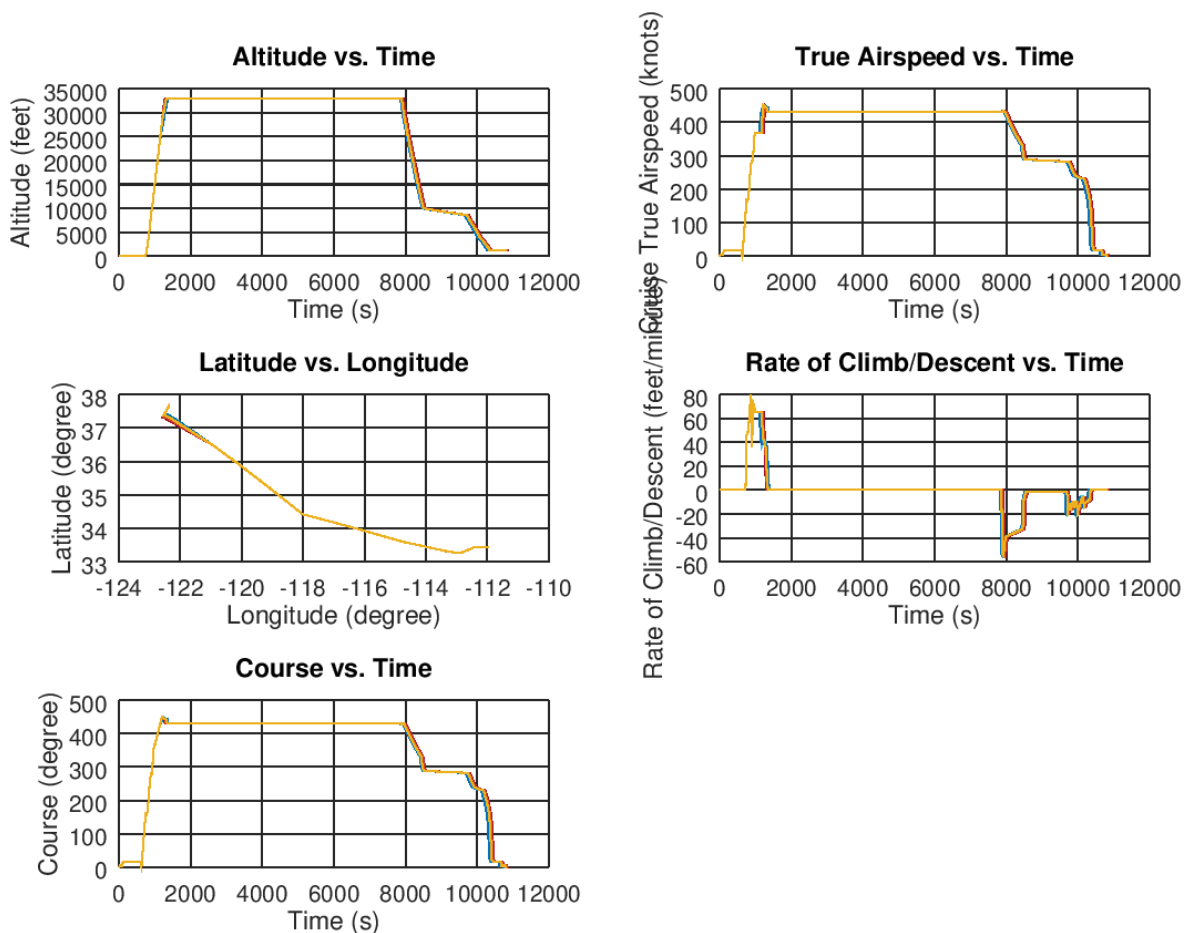 Altitude vs. Time
Altitude (feet)
35000
30000
25000
20000
15000
10000
5000
0
0 2000 4000 6000 8000 10000 12000
Time (s)
True Airspeed vs. Time
Cruise True Airspeed (knots)
500
400
300
200
100
0
0 2000 4000 6000 8000 10000 12000
Time (s)
Latitude vs. Longitude
Latitude (degree)
38
37
36
35
34
33
-124 -122 -120 -118 -116 -114 -112 -110
Longitude (degree)
Rate of Climb/Descent vs. Time
Rate of Climb/Descent (feet/minute)
80
60
40
20
0
-20
-40
-60
0 2000 4000 6000 8000 10000 12000
Time (s)
Course vs. Time
Course (degree)
500
400
300
200
100
0
0 2000 4000 6000 8000 10000 12000
Time (s)